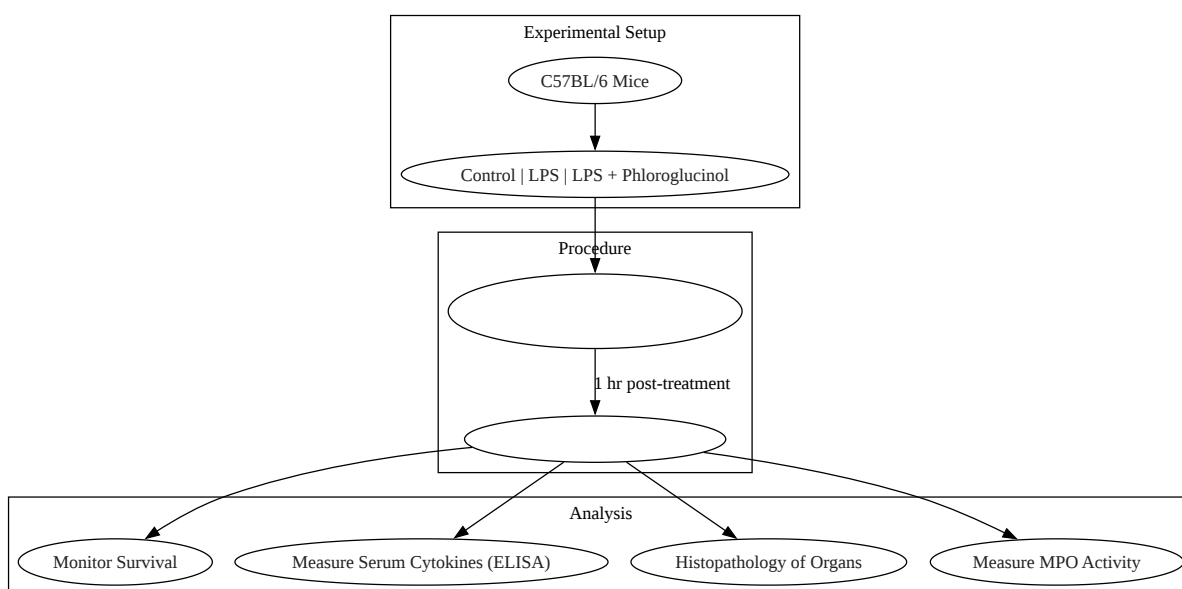 Experimental Setup
C57BL/6 Mice
Control | LPS | LPS + Phloroglucinol
Procedure
1 hr post-treatment
Analysis
Monitor Survival
Measure Serum Cytokines (ELISA)
Histopathology of Organs
Measure MPO Activity